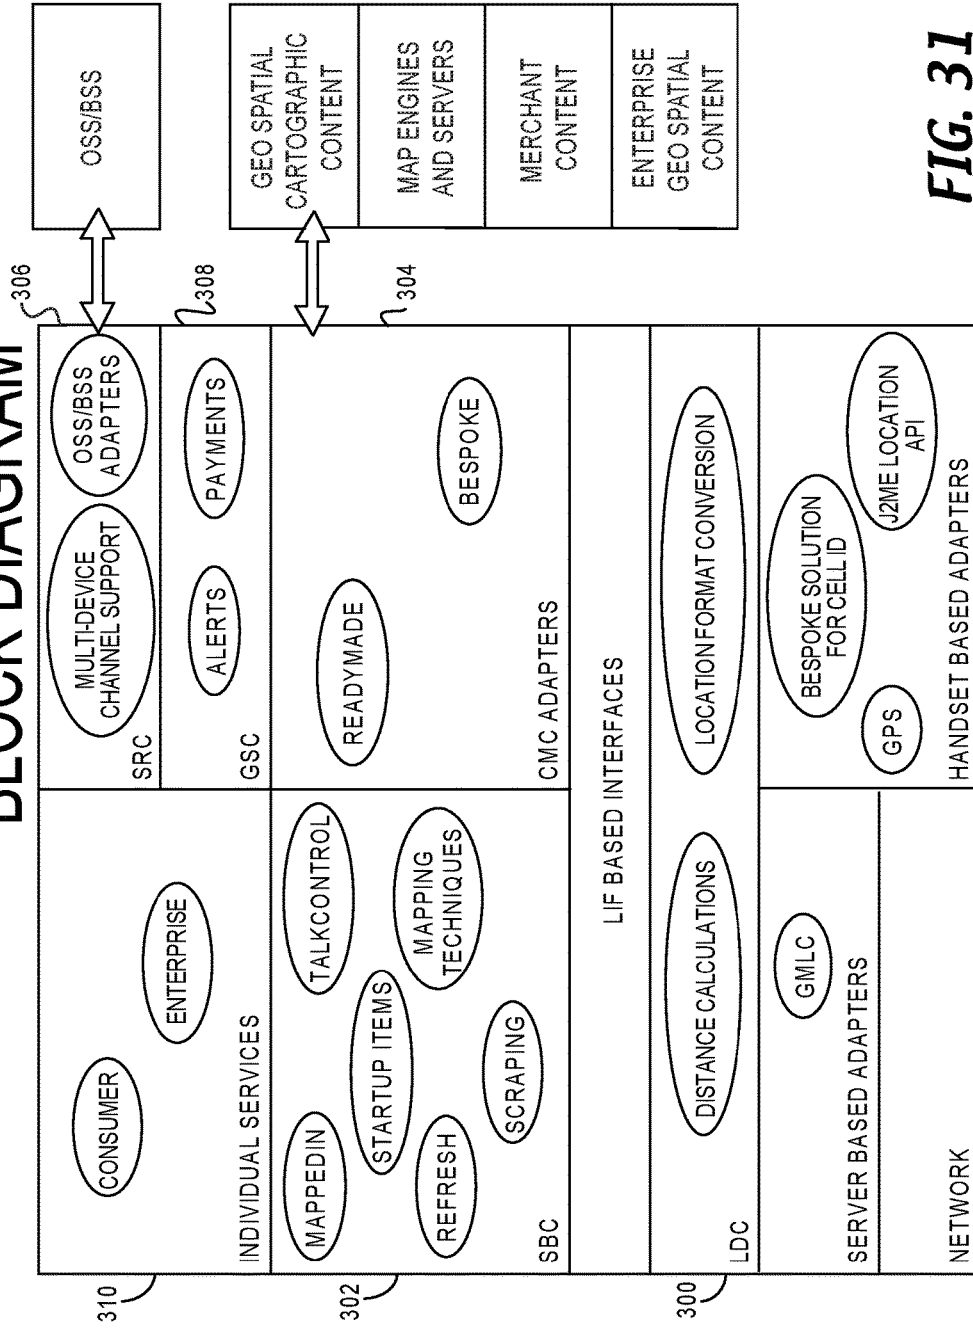 BLOCK DIAGRAM
310
CONSUMER
ENTERPRISE
INDIVIDUAL SERVICES
MULTI-DEVICE
CHANNEL SUPPORT
OSS/BSS
ADAPTERS
SRC
306
OSS/BSS
ALERTS
PAYMENTS
GSC
308
302
MAPPEDIN
STARTUP ITEMS
TALKCONTROL
REFRESH
MAPPING
TECHNIQUES
SCRAPING
SBC
READYMADE
BESPOKE
CMC ADAPTERS
304
GEO SPATIAL
CARTOGRAPHIC
CONTENT
MAP ENGINES
AND SERVERS
MERCHANT
CONTENT
ENTERPRISE
GEO SPATIAL
CONTENT
LIF BASED INTERFACES
300
DISTANCE CALCULATIONS
LOCATION FORMAT CONVERSION
LDC
GMLC
SERVER BASED ADAPTERS
NETWORK
BESPOKE SOLUTION
FOR CELL ID
GPS
J2ME LOCATION
API
HANDSET BASED ADAPTERS
FIG. 31